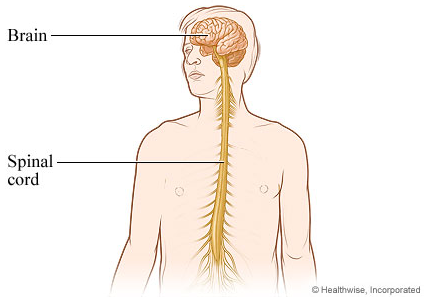 Brain
Spinal
cord
© Healthwise, Incorporated